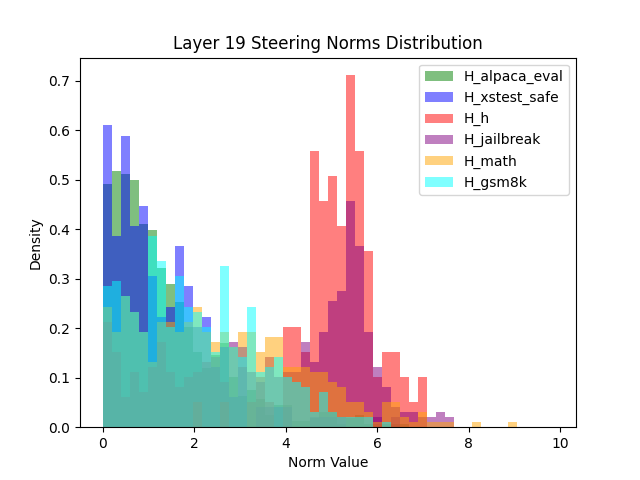 Layer 19 Steering Norms Distribution
H_alpaca_eval
H_xstest_safe
H_h
H_jailbreak
H_math
H_gsm8k
Density
0.7
0.6
0.5
0.4
0.3
0.2
0.1
0.0
0
2
4
6
8
10
Norm Value